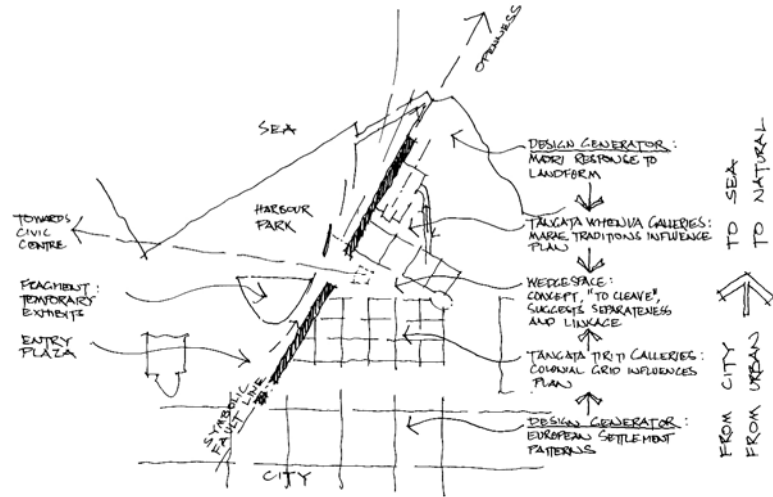 OPENNESS
SEA
HARBOUR
PARK
TOWARDS
CIVIC
CENTRE
FRAGMENT:
TEMPORARY
EXHIBITS
ENTRY
PLAZA
SYMBOLIC
FAULT LINE
CITY
DESIGN GENERATOR:
MAORI RESPONSE TO
LANDFORM
TANGATA WHENUA GALLERIES:
MARAE TRADITIONS INFLUENCE
PLAN
WEDGESPACE:
CONCEPT, "TO CLEAVE",
SUGGESTS SEPARATENESS
AND LINKAGE
TANGATA TIRITI GALLERIES:
COLONIAL GRID INFLUENCES
PLAN
DESIGN GENERATOR:
EUROPEAN SETTLEMENT
PATTERNS
FROM CITY TO SEA
FROM URBAN TO NATURAL